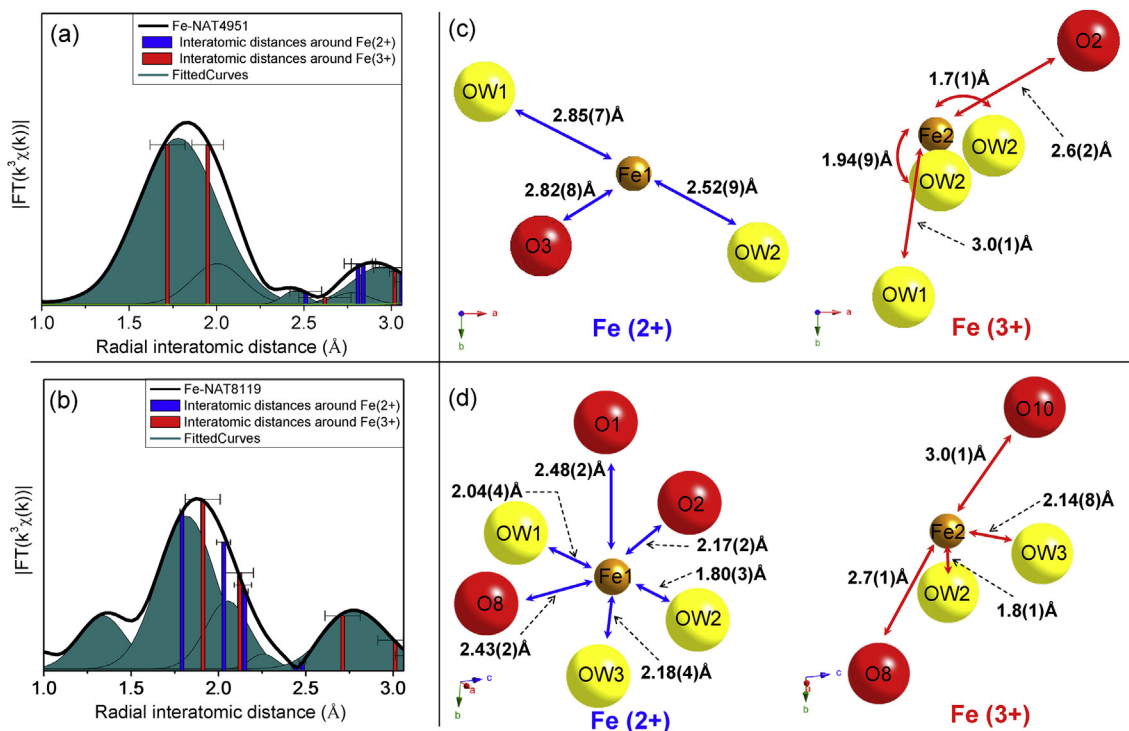 (a)
Fe-NAT4951
Interatomic distances around Fe(2+)
Interatomic distances around Fe(3+)
FittedCurves
|FT(k³χ(k))|
1.0 1.5 2.0 2.5 3.0
Radial interatomic distance (Å)
(c)
OW1
2.85(7)Å
Fe1
2.82(8)Å
2.52(9)Å
O3
OW2
a
b
Fe (2+)
O2
1.7(1)Å
Fe2
OW2
2.6(2)Å
1.94(9)Å
OW2
3.0(1)Å
OW1
a
b
Fe (3+)
(b)
Fe-NAT8119
Interatomic distances around Fe(2+)
Interatomic distances around Fe(3+)
FittedCurves
|FT(k³χ(k))|
1.0 1.5 2.0 2.5 3.0
Radial interatomic distance (Å)
(d)
O1
2.48(2)Å
2.04(4)Å
O2
OW1
2.17(2)Å
Fe1
1.80(3)Å
O8
OW2
2.43(2)Å
OW3
2.18(4)Å
c
a
b
Fe (2+)
O10
3.0(1)Å
2.14(8)Å
Fe2
OW3
2.7(1)Å
OW2
1.8(1)Å
O8
c
a
b
Fe (3+)